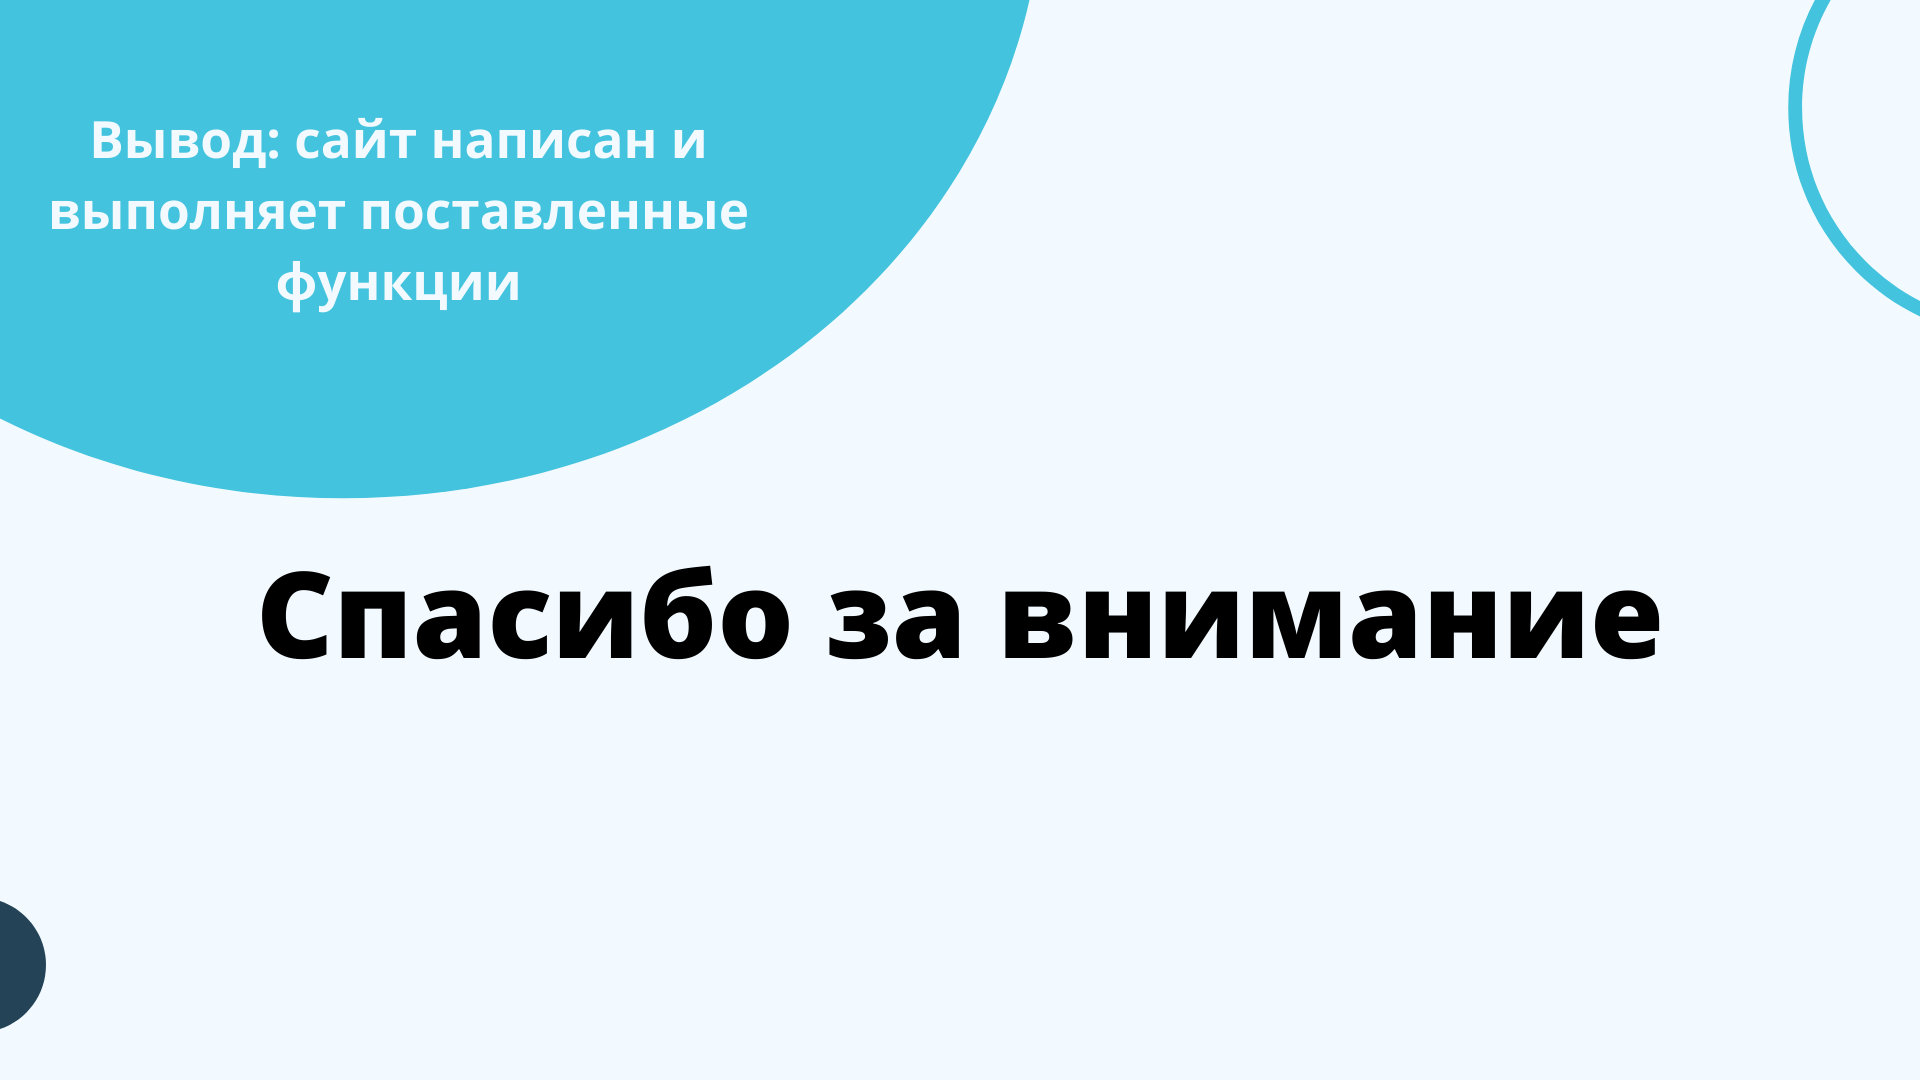 Вывод: сайт написан и
выполняет поставленные
функции
Спасибо за внимание